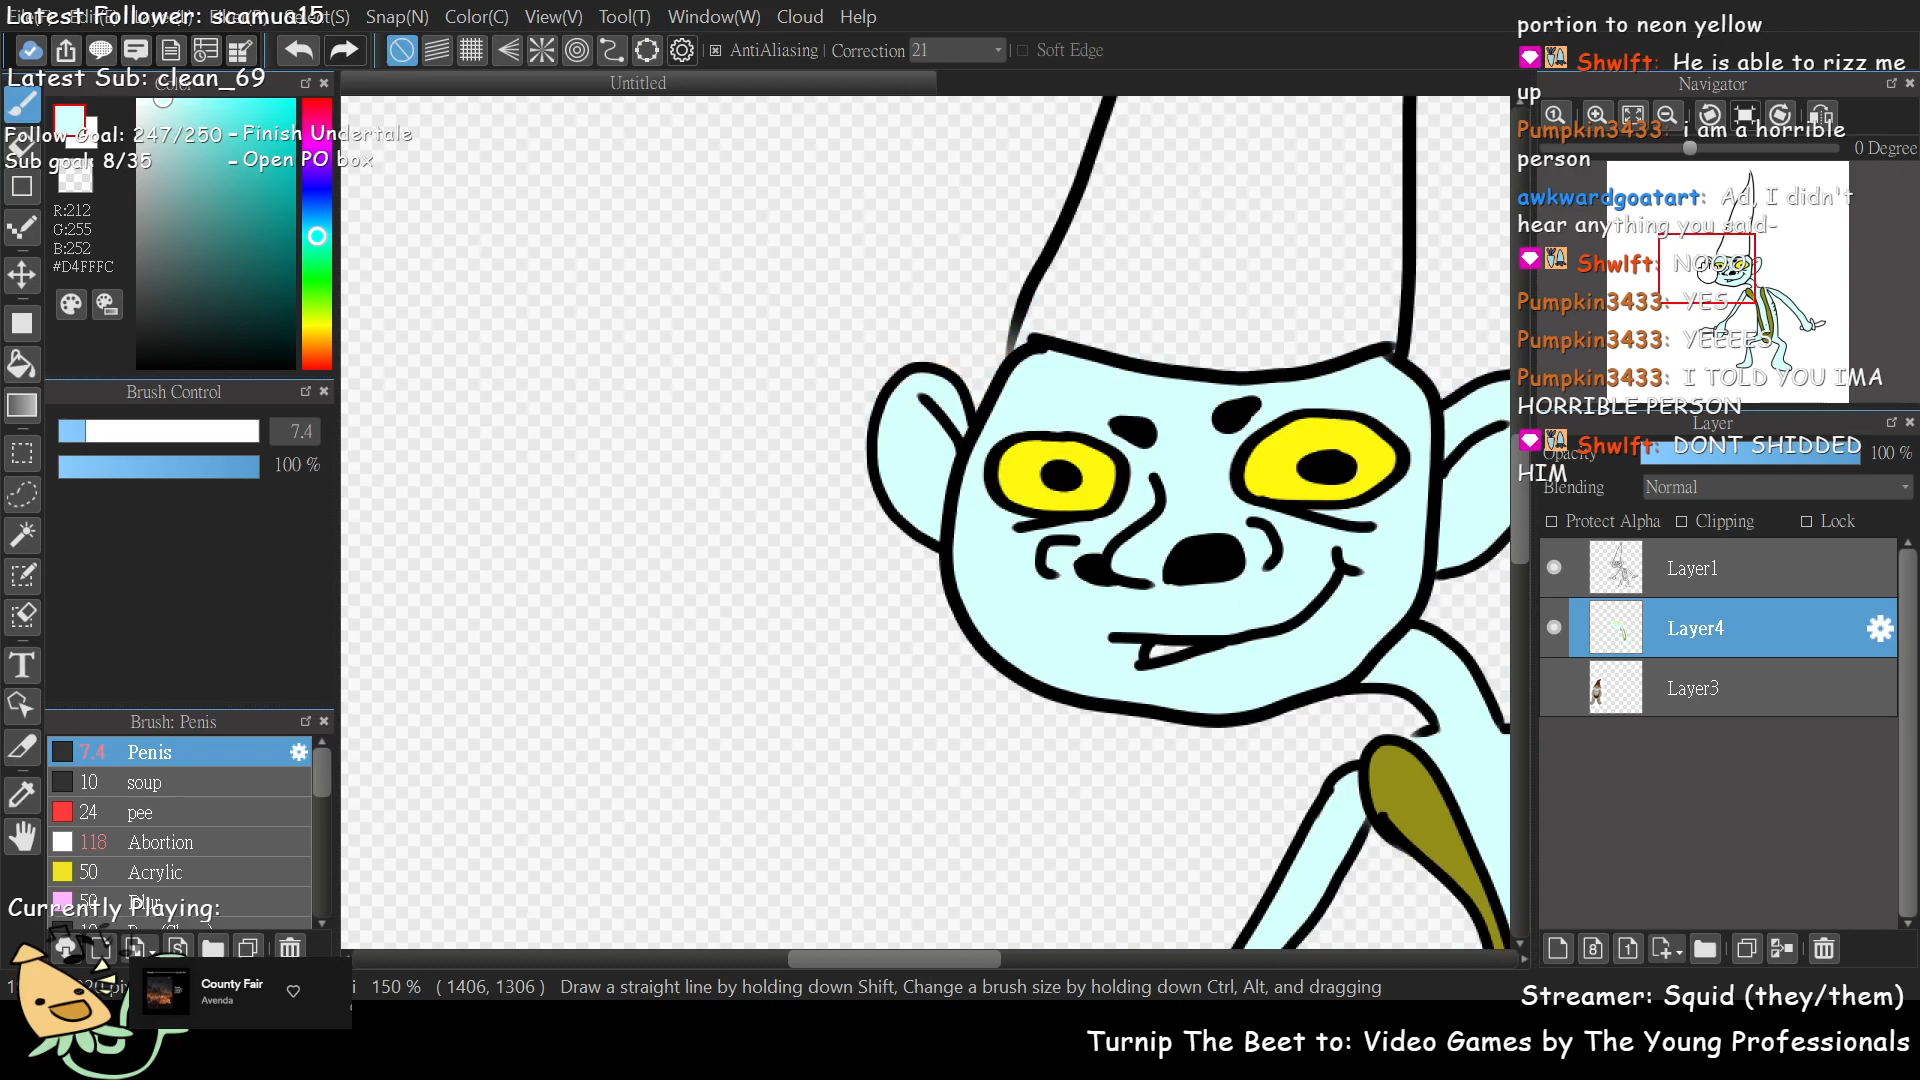 Latest Follower: scamus15
Snap(N) Color(C) View(V) Tool(T) Window(W) Cloud Help
AntiAliasing Correction 21 Soft Edge
Latest Sub: clean_69
Color
Untitled
Follow Goal: 247/250 - Finish Undertale
Sub goal: 8/35 - Open PO box
R:212
G:255
B:252
#D4FFFC
Brush Control
7.4
100 %
Brush: Penis
7.4 Penis
10 soup
24 pee
118 Abortion
50 Acrylic
50 Blur
Currently Playing:
County Fair
Avenda
150 % ( 1406, 1306 ) Draw a straight line by holding down Shift, Change a brush size by holding down Ctrl, Alt, and dragging
portion to neon yellow
Shwlft: He is able to rizz me
up
Navigator
0 Degree
Pumpkin3433: i am a horrible
person
awkwardgoatart: Ad, I didn't
hear anything you said-
Shwlft: NOOO
Pumpkin3433: YES
Pumpkin3433: YEEEES
Pumpkin3433: I TOLD YOU IMA
HORRIBLE PERSON
Layer
Shwlft: DONT SHIDDED
HIM
Opacity 100 %
Blending Normal
Protect Alpha Clipping Lock
Layer1
Layer4
Layer3
Streamer: Squid (they/them)
Turnip The Beet to: Video Games by The Young Professionals